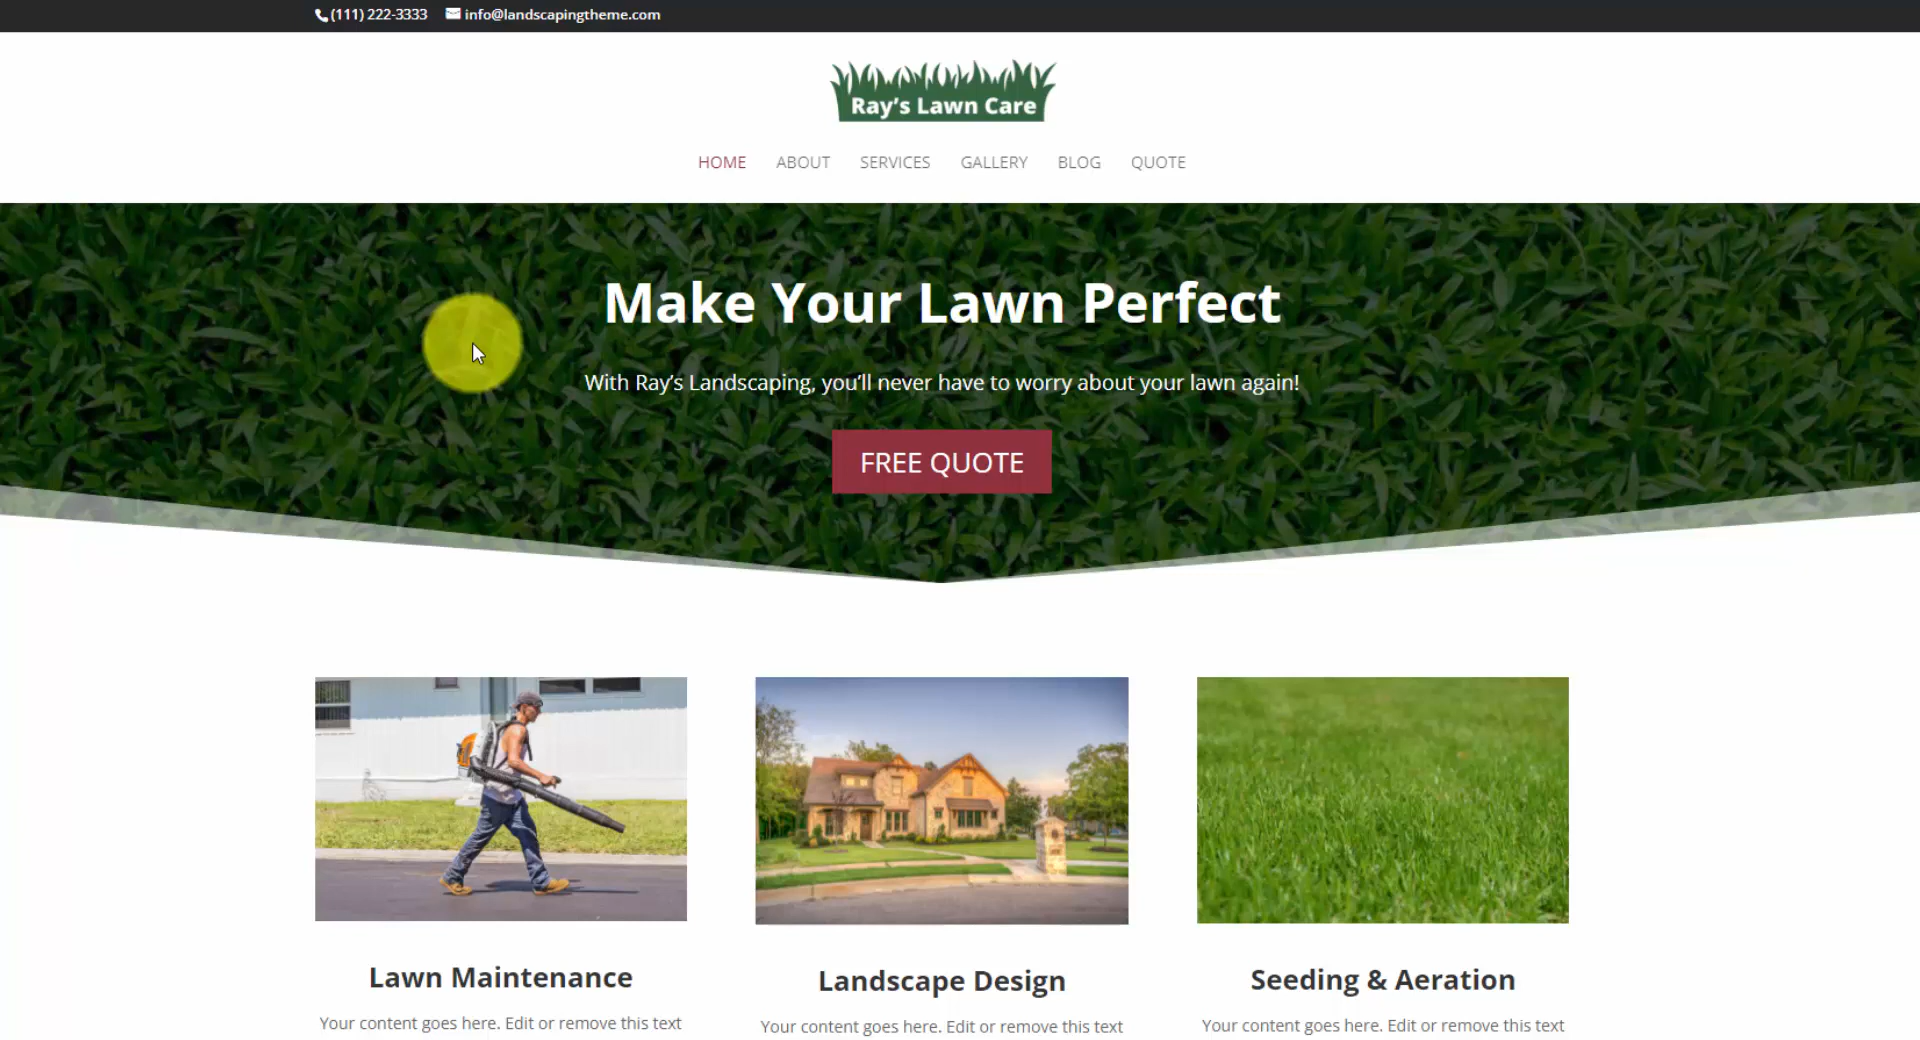 (111) 222-3333 info@landscapingtheme.com
Ray's Lawn Care
HOME ABOUT SERVICES GALLERY BLOG QUOTE
Make Your Lawn Perfect
With Ray's Landscaping, you'll never have to worry about your lawn again!
FREE QUOTE
Lawn Maintenance
Landscape Design
Seeding & Aeration
Your content goes here. Edit or remove this text
Your content goes here. Edit or remove this text
Your content goes here. Edit or remove this text